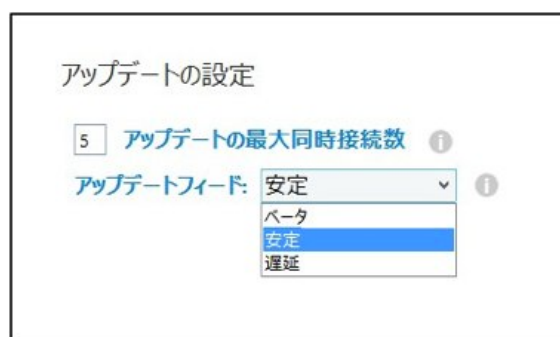 アップデートの設定
5 アップデートの最大同時接続数
アップデートフィード: 安定
ベータ
安定
遅延